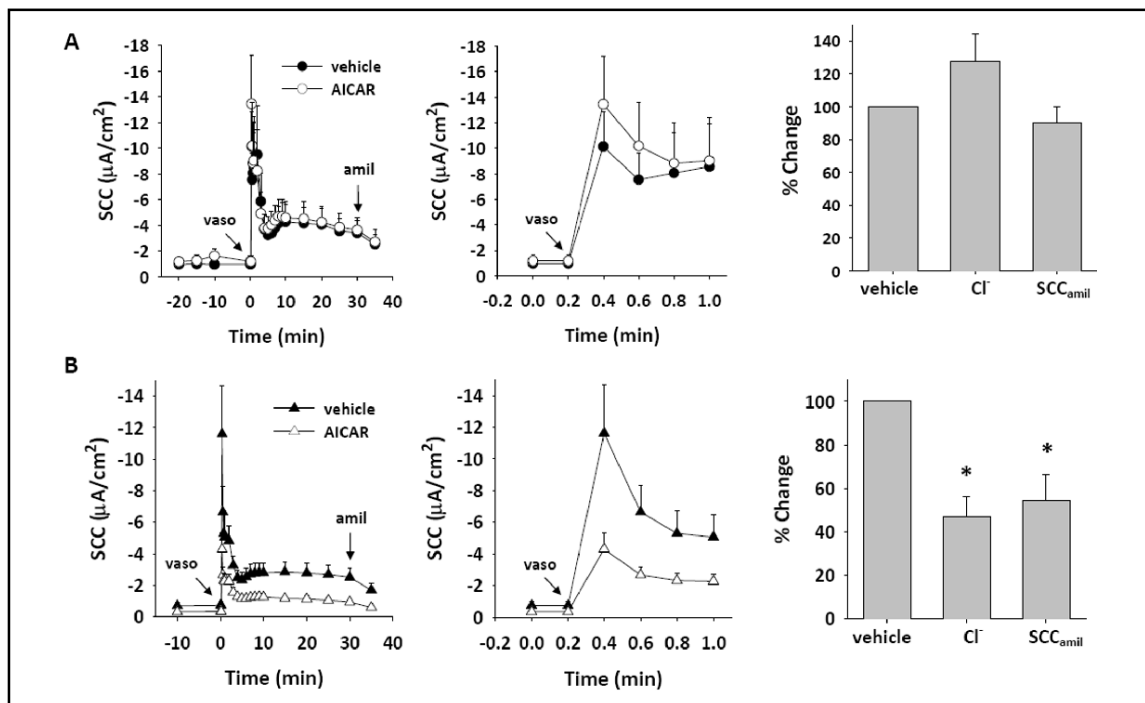 A
SCC (μA/cm²)
-18
-16
-14
-12
-10
-8
-6
-4
-2
0
vehicle
AICAR
vaso
amil
-20 -10 0 10 20 30 40
Time (min)
SCC (μA/cm²)
-18
-16
-14
-12
-10
-8
-6
-4
-2
0
vaso
-0.2 0.0 0.2 0.4 0.6 0.8 1.0
Time (min)
% Change
140
120
100
80
60
40
20
0
vehicle Cl⁻ SCCamil
B
SCC (μA/cm²)
-14
-12
-10
-8
-6
-4
-2
0
vehicle
AICAR
vaso
amil
-10 0 10 20 30 40
Time (min)
SCC (μA/cm²)
-14
-12
-10
-8
-6
-4
-2
0
vaso
-0.2 0.0 0.2 0.4 0.6 0.8 1.0
Time (min)
% Change
100
80
60
40
20
0
* *
vehicle Cl⁻ SCCamil